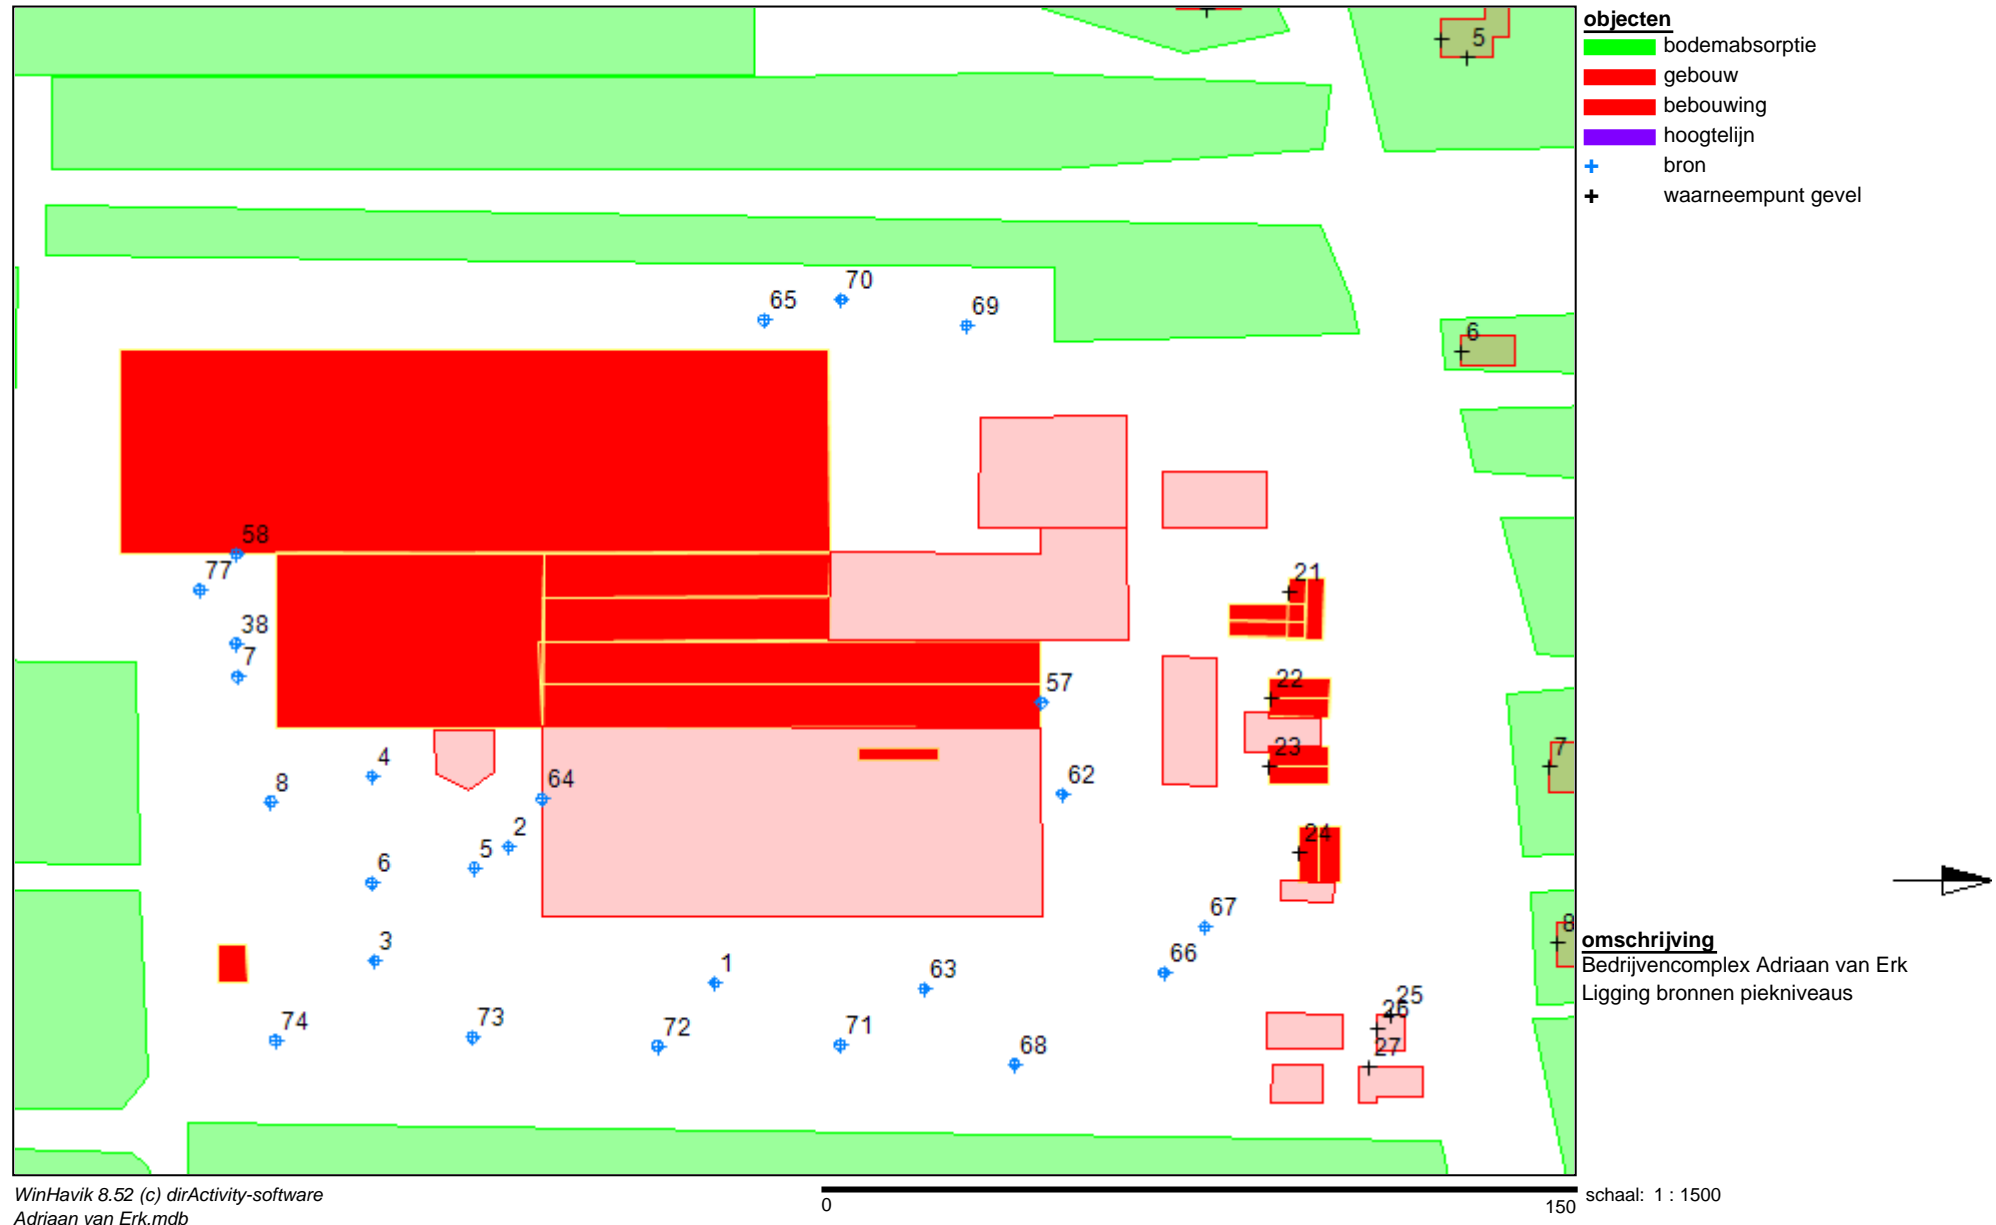 objecten
bodemabsorptie
gebouw
bebouwing
hoogtelijn
bron
waarneempunt gevel
5
70
65
69
6
58
77
21
38
7
22
57
4
23
7
8
64
62
2
24
5
6
67
8
3
1
63
66
omschrijving
Bedrijvencomplex Adriaan van Erk
Ligging bronnen piekniveaus
25
26
74
73
72
71
68
27
WinHavik 8.52 (c) dirActivity-software
Adriaan van Erk.mdb
0
150
schaal: 1 : 1500